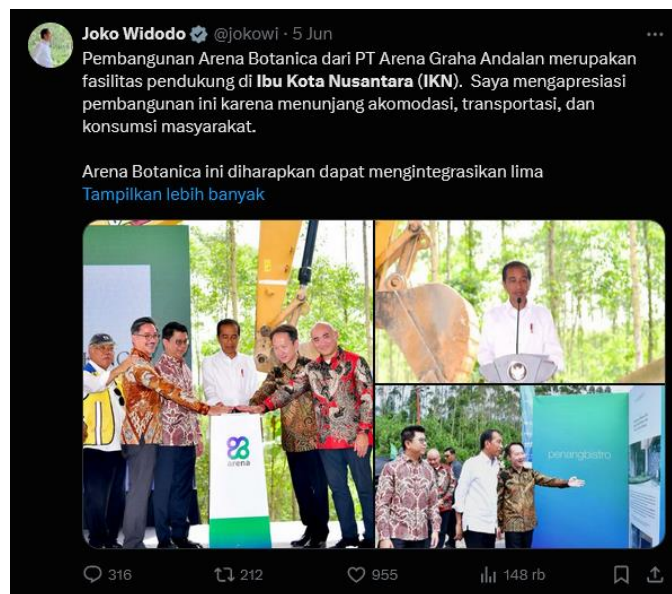 Joko Widodo @jokowi · 5 Jun
Pembangunan Arena Botanica dari PT Arena Graha Andalan merupakan
fasilitas pendukung di Ibu Kota Nusantara (IKN). Saya mengapresiasi
pembangunan ini karena menunjang akomodasi, transportasi, dan
konsumsi masyarakat.
Arena Botanica ini diharapkan dapat mengintegrasikan lima
Tampilkan lebih banyak
arena
penangbistro
316 212 955 148 rb